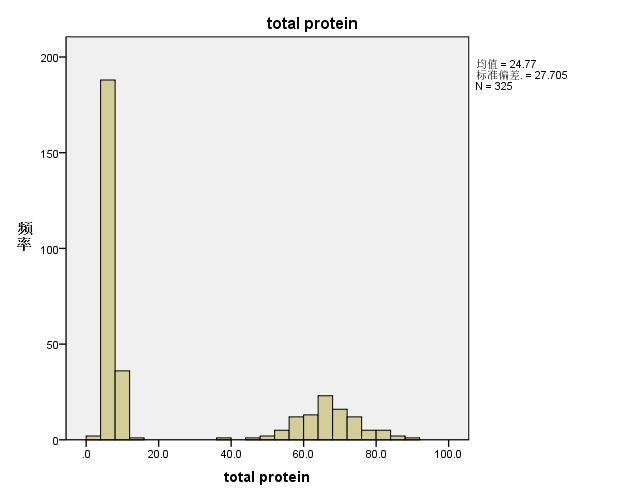 total protein
均值 = 24.77
标准偏差. = 27.705
N = 325
200
150
100
50
0
频率
.0 20.0 40.0 60.0 80.0 100.0
total protein